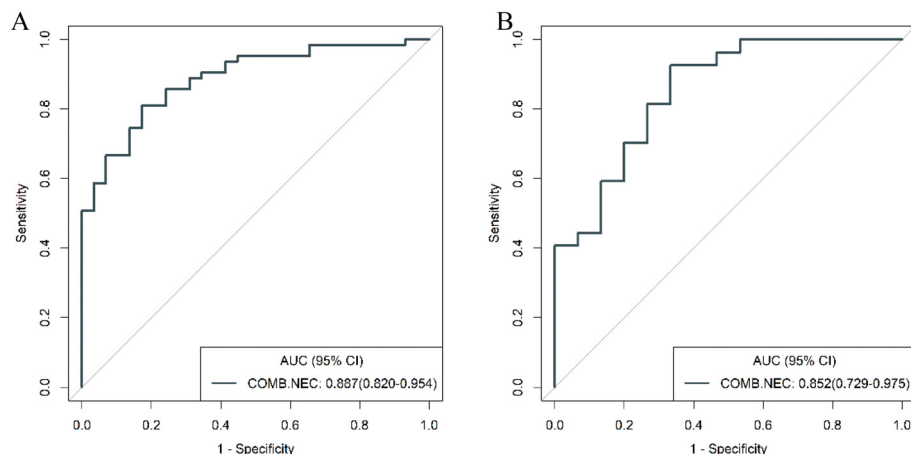 A
Sensitivity
1.0
0.8
0.6
0.4
0.2
0.0
AUC (95% CI)
COMB.NEC: 0.887(0.820-0.954)
0.0 0.2 0.4 0.6 0.8 1.0
1 - Specificity
B
Sensitivity
1.0
0.8
0.6
0.4
0.2
0.0
AUC (95% CI)
COMB.NEC: 0.852(0.729-0.975)
0.0 0.2 0.4 0.6 0.8 1.0
1 - Specificity